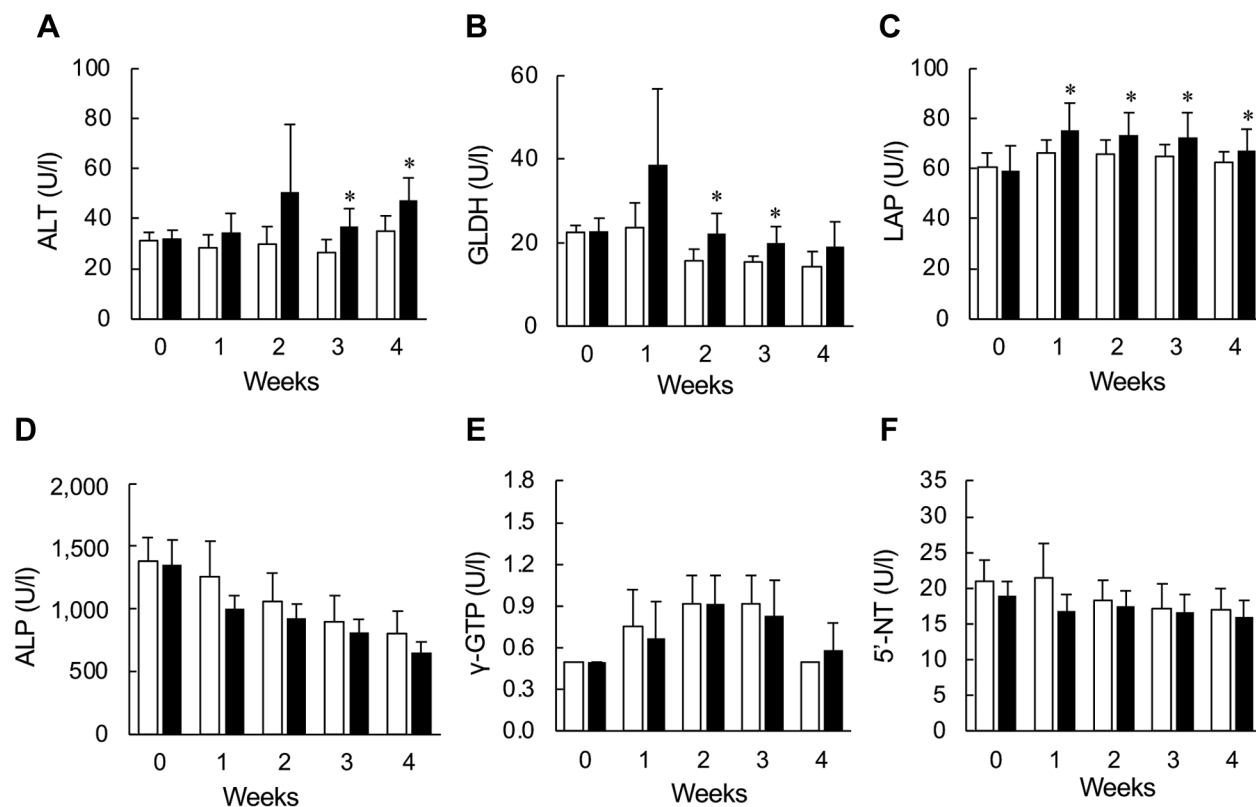 A
ALT (U/l)
100
80
60
40
20
0
*
*
0 1 2 3 4
Weeks
B
GLDH (U/l)
60
40
20
0
*
*
0 1 2 3 4
Weeks
C
LAP (U/l)
100
80
60
40
20
0
*
*
*
*
0 1 2 3 4
Weeks
D
ALP (U/l)
2,000
1,500
1,000
500
0
0 1 2 3 4
Weeks
E
γ-GTP (U/l)
1.8
1.5
1.2
0.9
0.6
0.3
0.0
0 1 2 3 4
Weeks
F
5’-NT (U/l)
35
30
25
20
15
10
5
0
0 1 2 3 4
Weeks